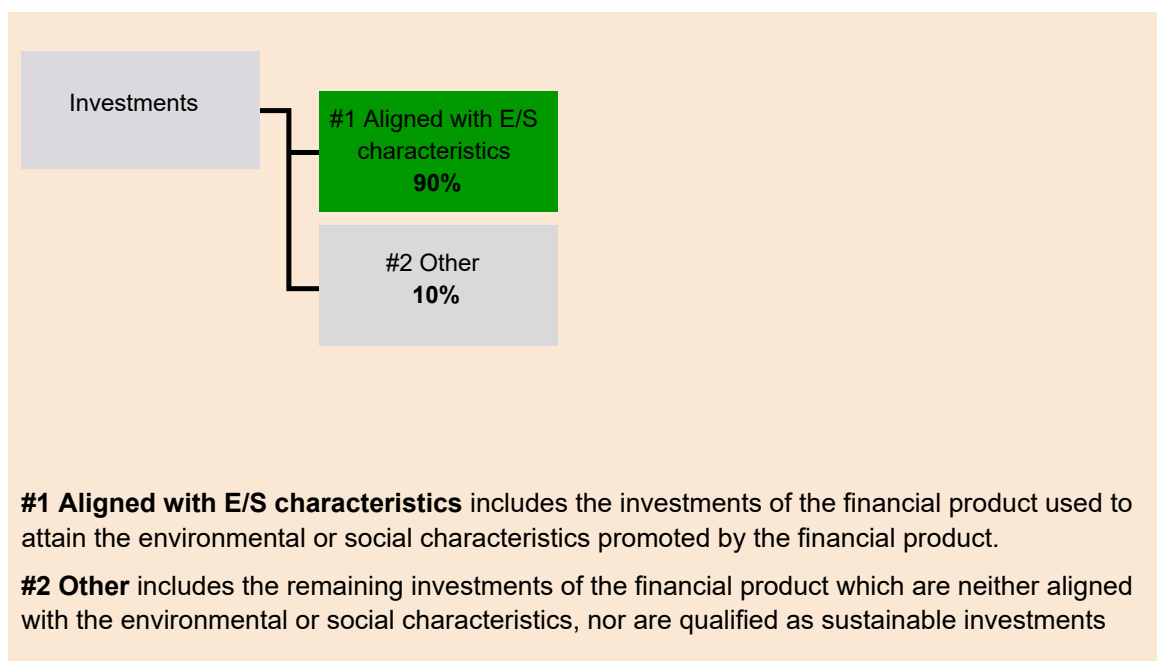 Investments
#1 Aligned with E/S
characteristics
90%
#2 Other
10%
#1 Aligned with E/S characteristics includes the investments of the financial product used to
attain the environmental or social characteristics promoted by the financial product.
#2 Other includes the remaining investments of the financial product which are neither aligned
with the environmental or social characteristics, nor are qualified as sustainable investments